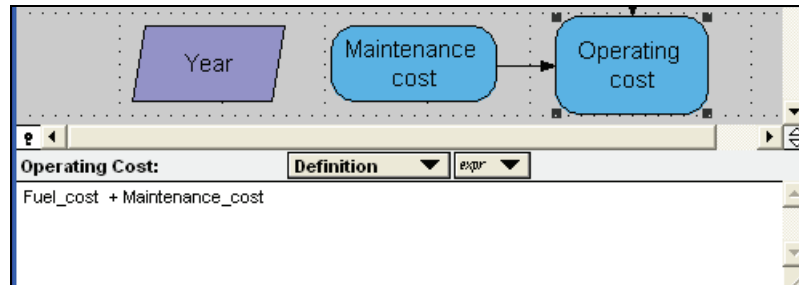 Year
Maintenance
cost
Operating
cost
Operating Cost:
Definition
expr
Fuel_cost + Maintenance_cost